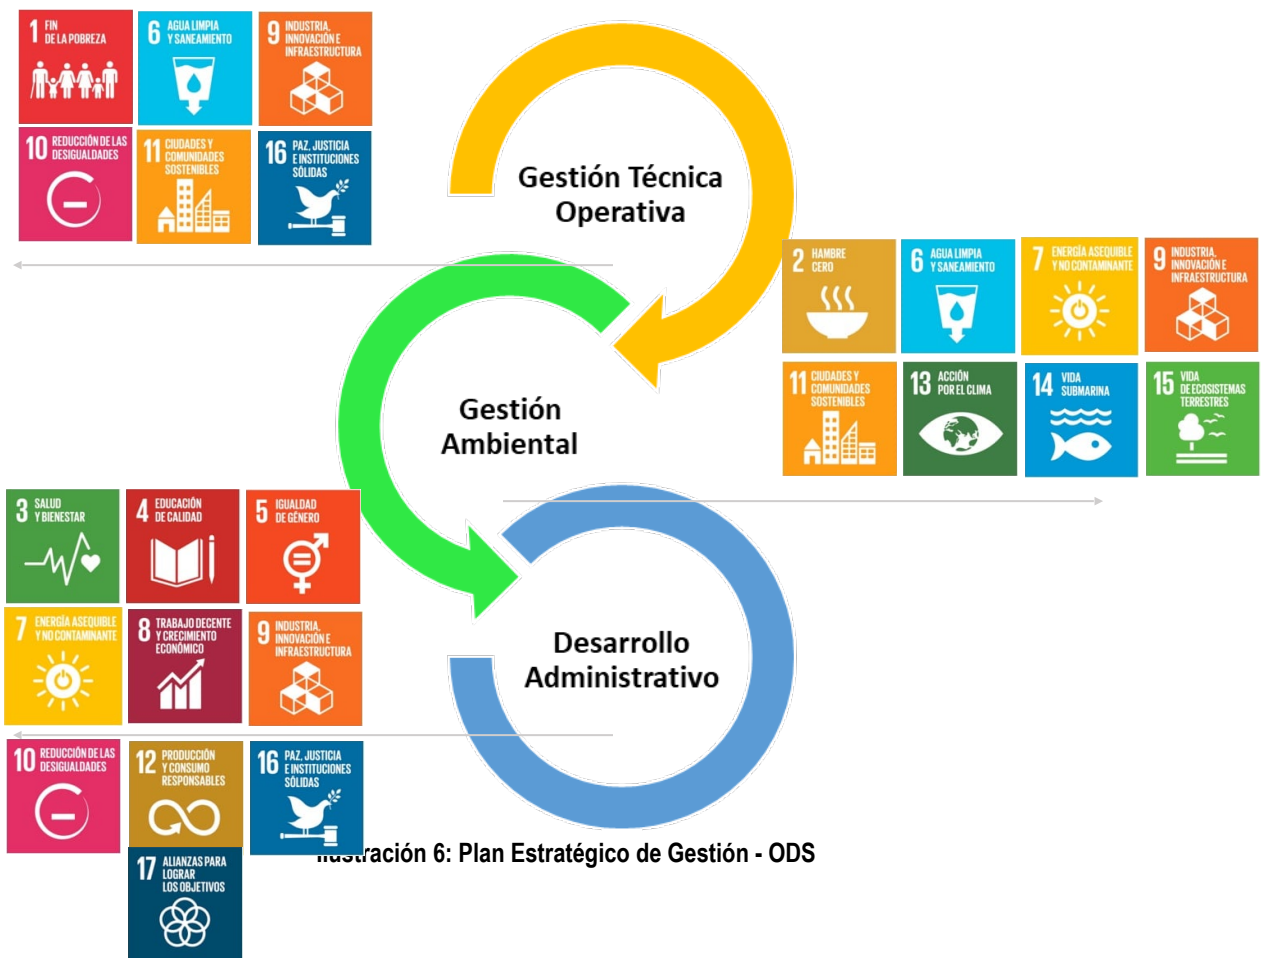 1 FIN
DE LA POBREZA
6 AGUA LIMPIA
Y SANEAMIENTO
9 INDUSTRIA,
INNOVACIÓN E
INFRAESTRUCTURA
10 REDUCCIÓN DE LAS
DESIGUALDADES
11 CIUDADES Y
COMUNIDADES
SOSTENIBLES
16 PAZ, JUSTICIA
E INSTITUCIONES
SÓLIDAS
Gestión Técnica
Operativa
2 HAMBRE
CERO
6 AGUA LIMPIA
Y SANEAMIENTO
7 ENERGÍA ASEQUIBLE
Y NO CONTAMINANTE
9 INDUSTRIA,
INNOVACIÓN E
INFRAESTRUCTURA
11 CIUDADES Y
COMUNIDADES
SOSTENIBLES
13 ACCIÓN
POR EL CLIMA
14 VIDA
SUBMARINA
15 VIDA
DE ECOSISTEMAS
TERRESTRES
Gestión
Ambiental
3 SALUD
Y BIENESTAR
4 EDUCACIÓN
DE CALIDAD
5 IGUALDAD
DE GÉNERO
7 ENERGÍA ASEQUIBLE
Y NO CONTAMINANTE
8 TRABAJO DECENTE
Y CRECIMIENTO
ECONÓMICO
9 INDUSTRIA,
INNOVACIÓN E
INFRAESTRUCTURA
Desarrollo
Administrativo
10 REDUCCIÓN DE LAS
DESIGUALDADES
12 PRODUCCIÓN
Y CONSUMO
RESPONSABLES
16 PAZ, JUSTICIA
E INSTITUCIONES
SÓLIDAS
17 ALIANZAS PARA
LOGRAR
LOS OBJETIVOS
Ilustración 6: Plan Estratégico de Gestión - ODS